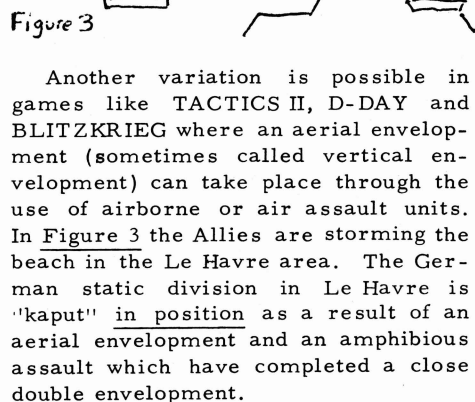 Figure 3
Another variation is possible in
games like TACTICS II, D-DAY and
BLITZKRIEG where an aerial envelop-
ment (sometimes called vertical en-
velopment) can take place through the
use of airborne or air assault units.
In Figure 3 the Allies are storming the
beach in the Le Havre area. The Ger-
man static division in Le Havre is
"kaput" in position as a result of an
aerial envelopment and an amphibious
assault which have completed a close
double envelopment.